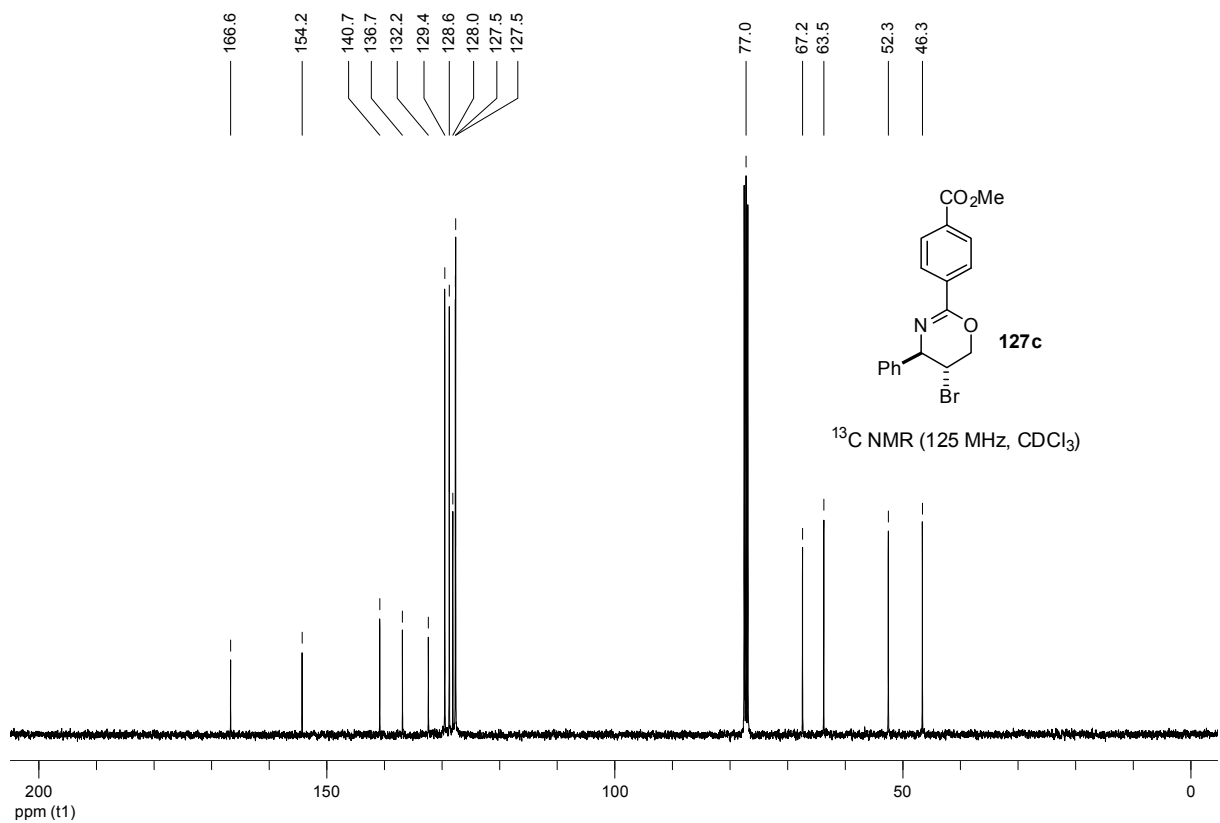 166.6
154.2
140.7
136.7
132.2
129.4
128.6
128.0
127.5
127.5
77.0
67.2
63.5
52.3
46.3
CO₂Me
N
O
127c
Ph
Br
¹³C NMR (125 MHz, CDCl₃)
200 150 100 50 0
ppm (t1)